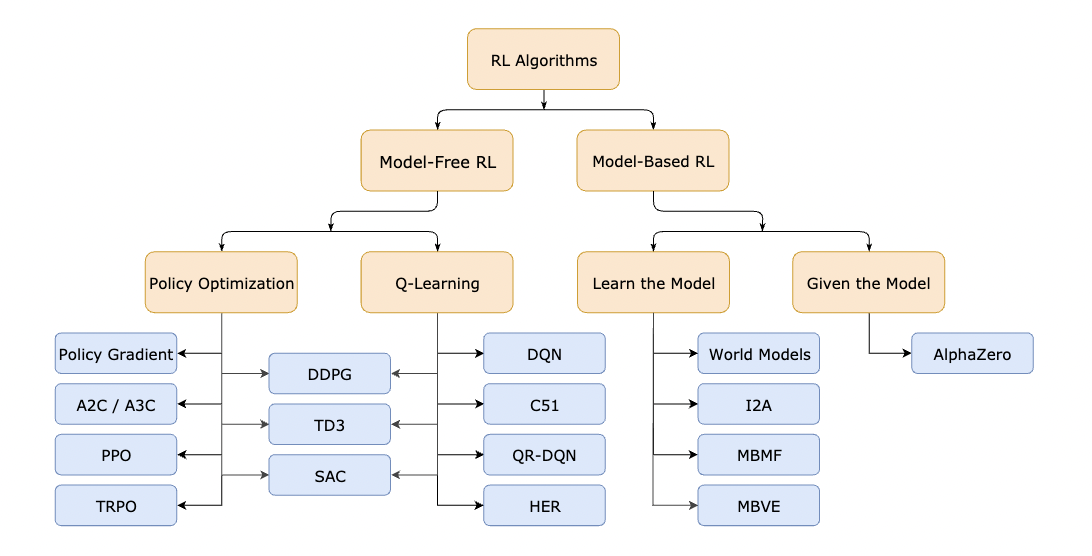 RL Algorithms
Model-Free RL
Model-Based RL
Policy Optimization
Q-Learning
Learn the Model
Given the Model
Policy Gradient
A2C / A3C
PPO
TRPO
DDPG
TD3
SAC
DQN
C51
QR-DQN
HER
World Models
I2A
MBMF
MBVE
AlphaZero